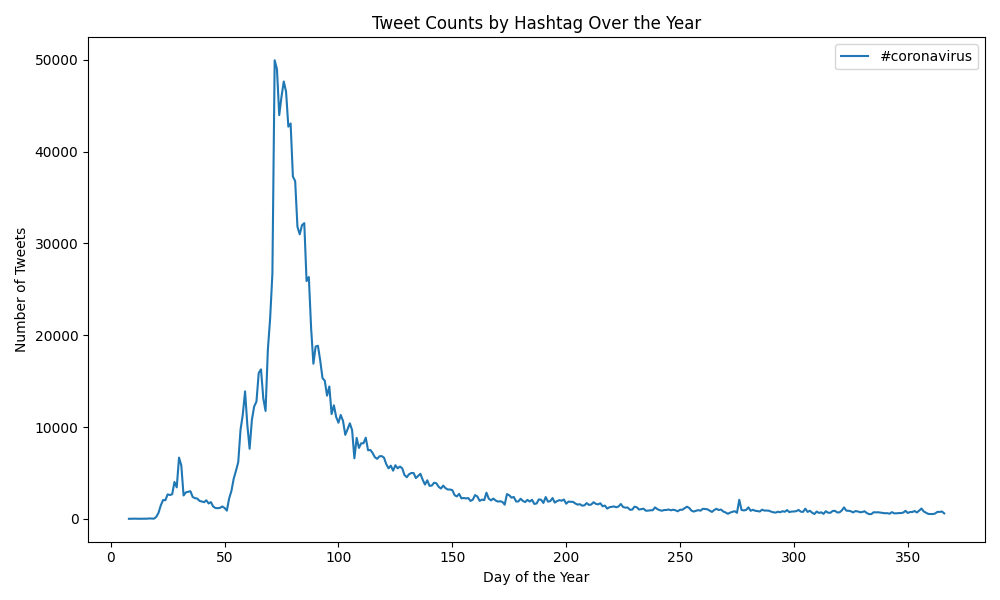 Tweet Counts by Hashtag Over the Year
#coronavirus
50000
40000
30000
20000
10000
0
Number of Tweets
0 50 100 150 200 250 300 350
Day of the Year